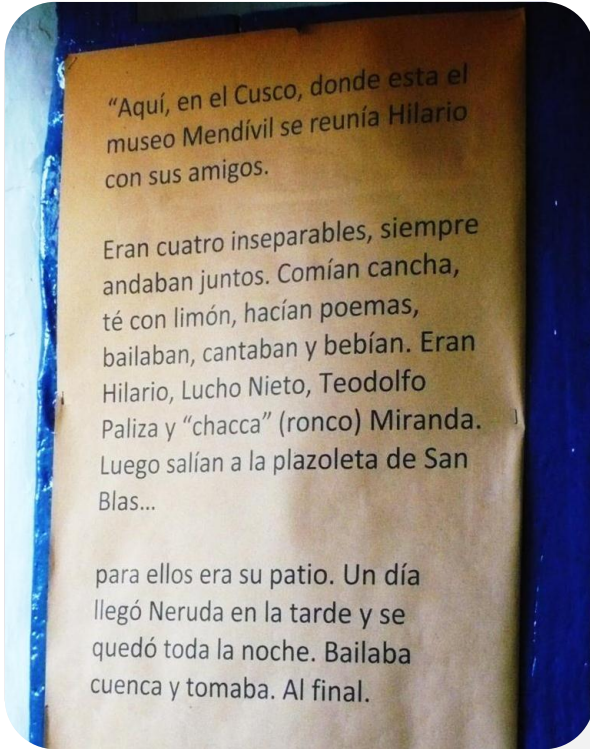 “Aquí, en el Cusco, donde esta el
museo Mendívil se reunía Hilario
con sus amigos.
Eran cuatro inseparables, siempre
andaban juntos. Comían cancha,
té con limón, hacían poemas,
bailaban, cantaban y bebían. Eran
Hilario, Lucho Nieto, Teodolfo
Paliza y “chacca” (ronco) Miranda.
Luego salían a la plazoleta de San
Blas...
para ellos era su patio. Un día
llegó Neruda en la tarde y se
quedó toda la noche. Bailaba
cuenca y tomaba. Al final.